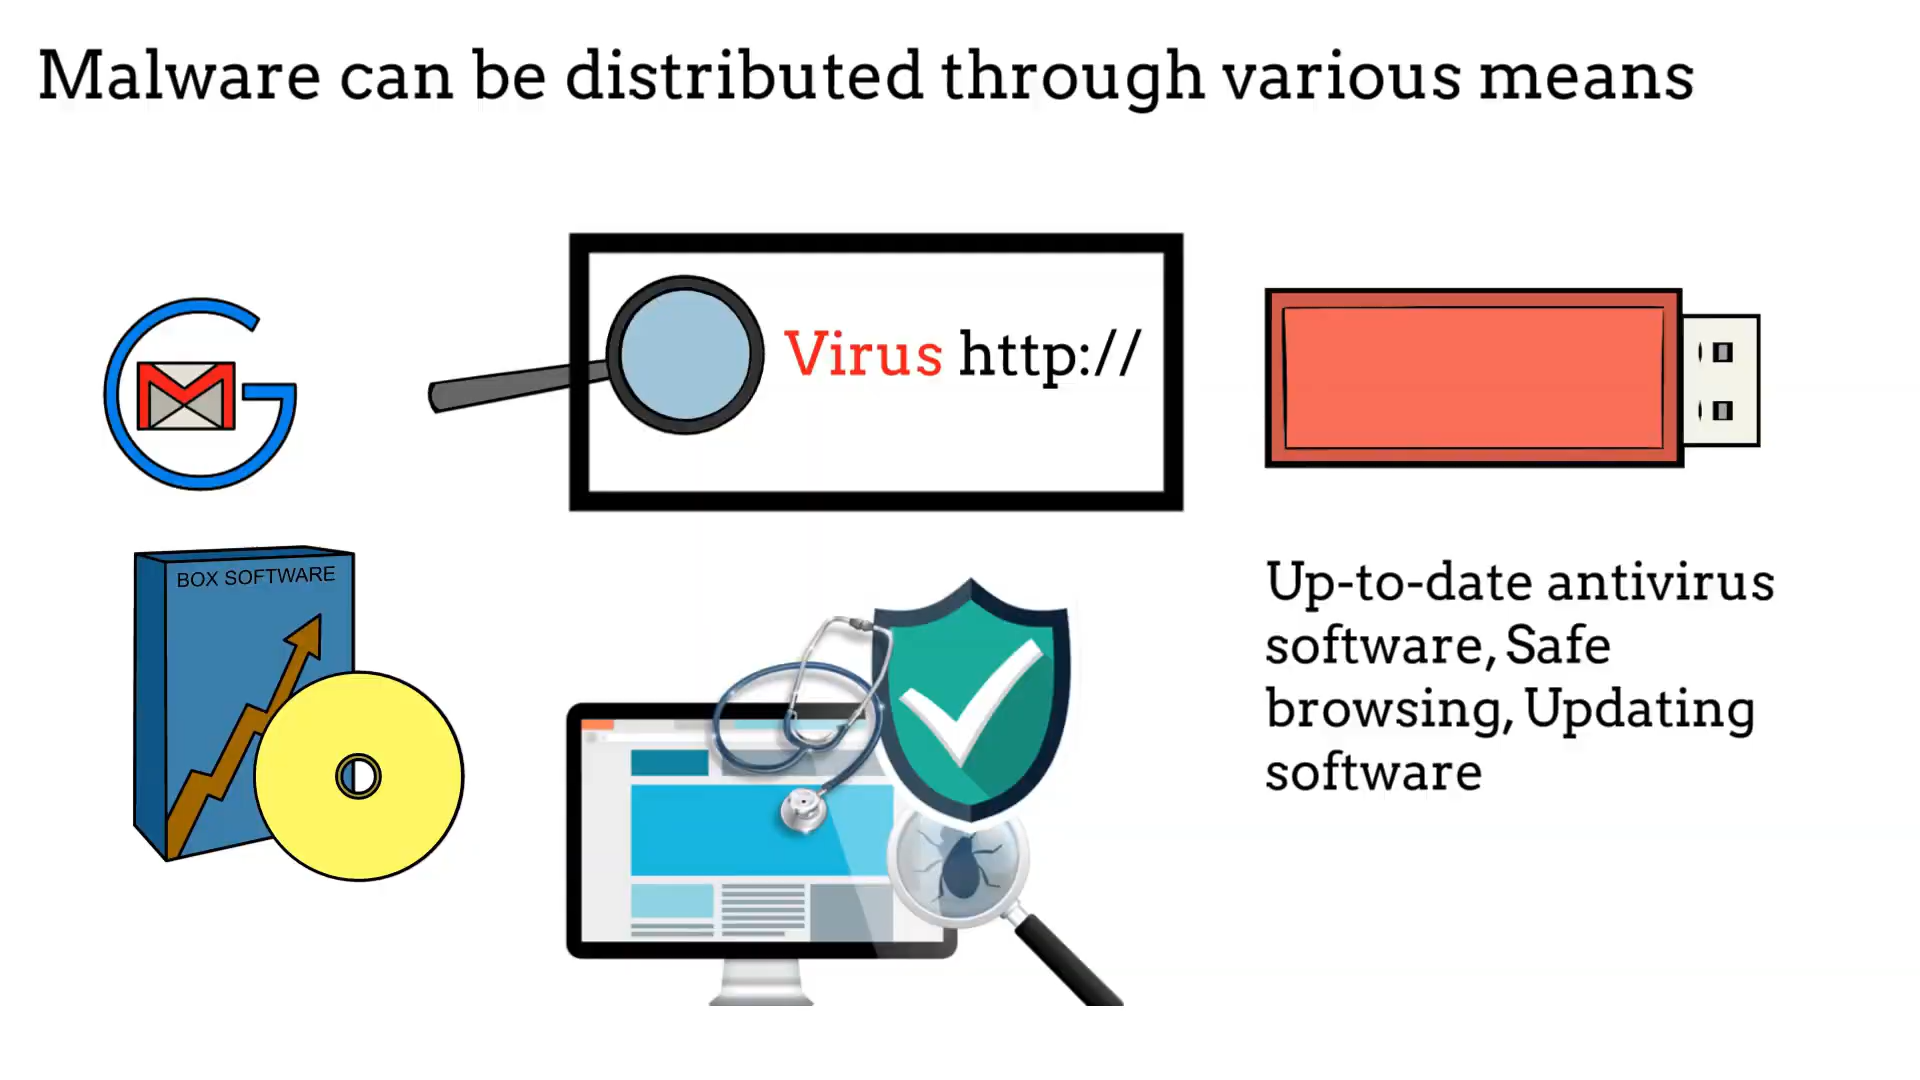 Malware can be distributed through various means
Virus http://
BOX SOFTWARE
Up-to-date antivirus
software, Safe
browsing, Updating
software